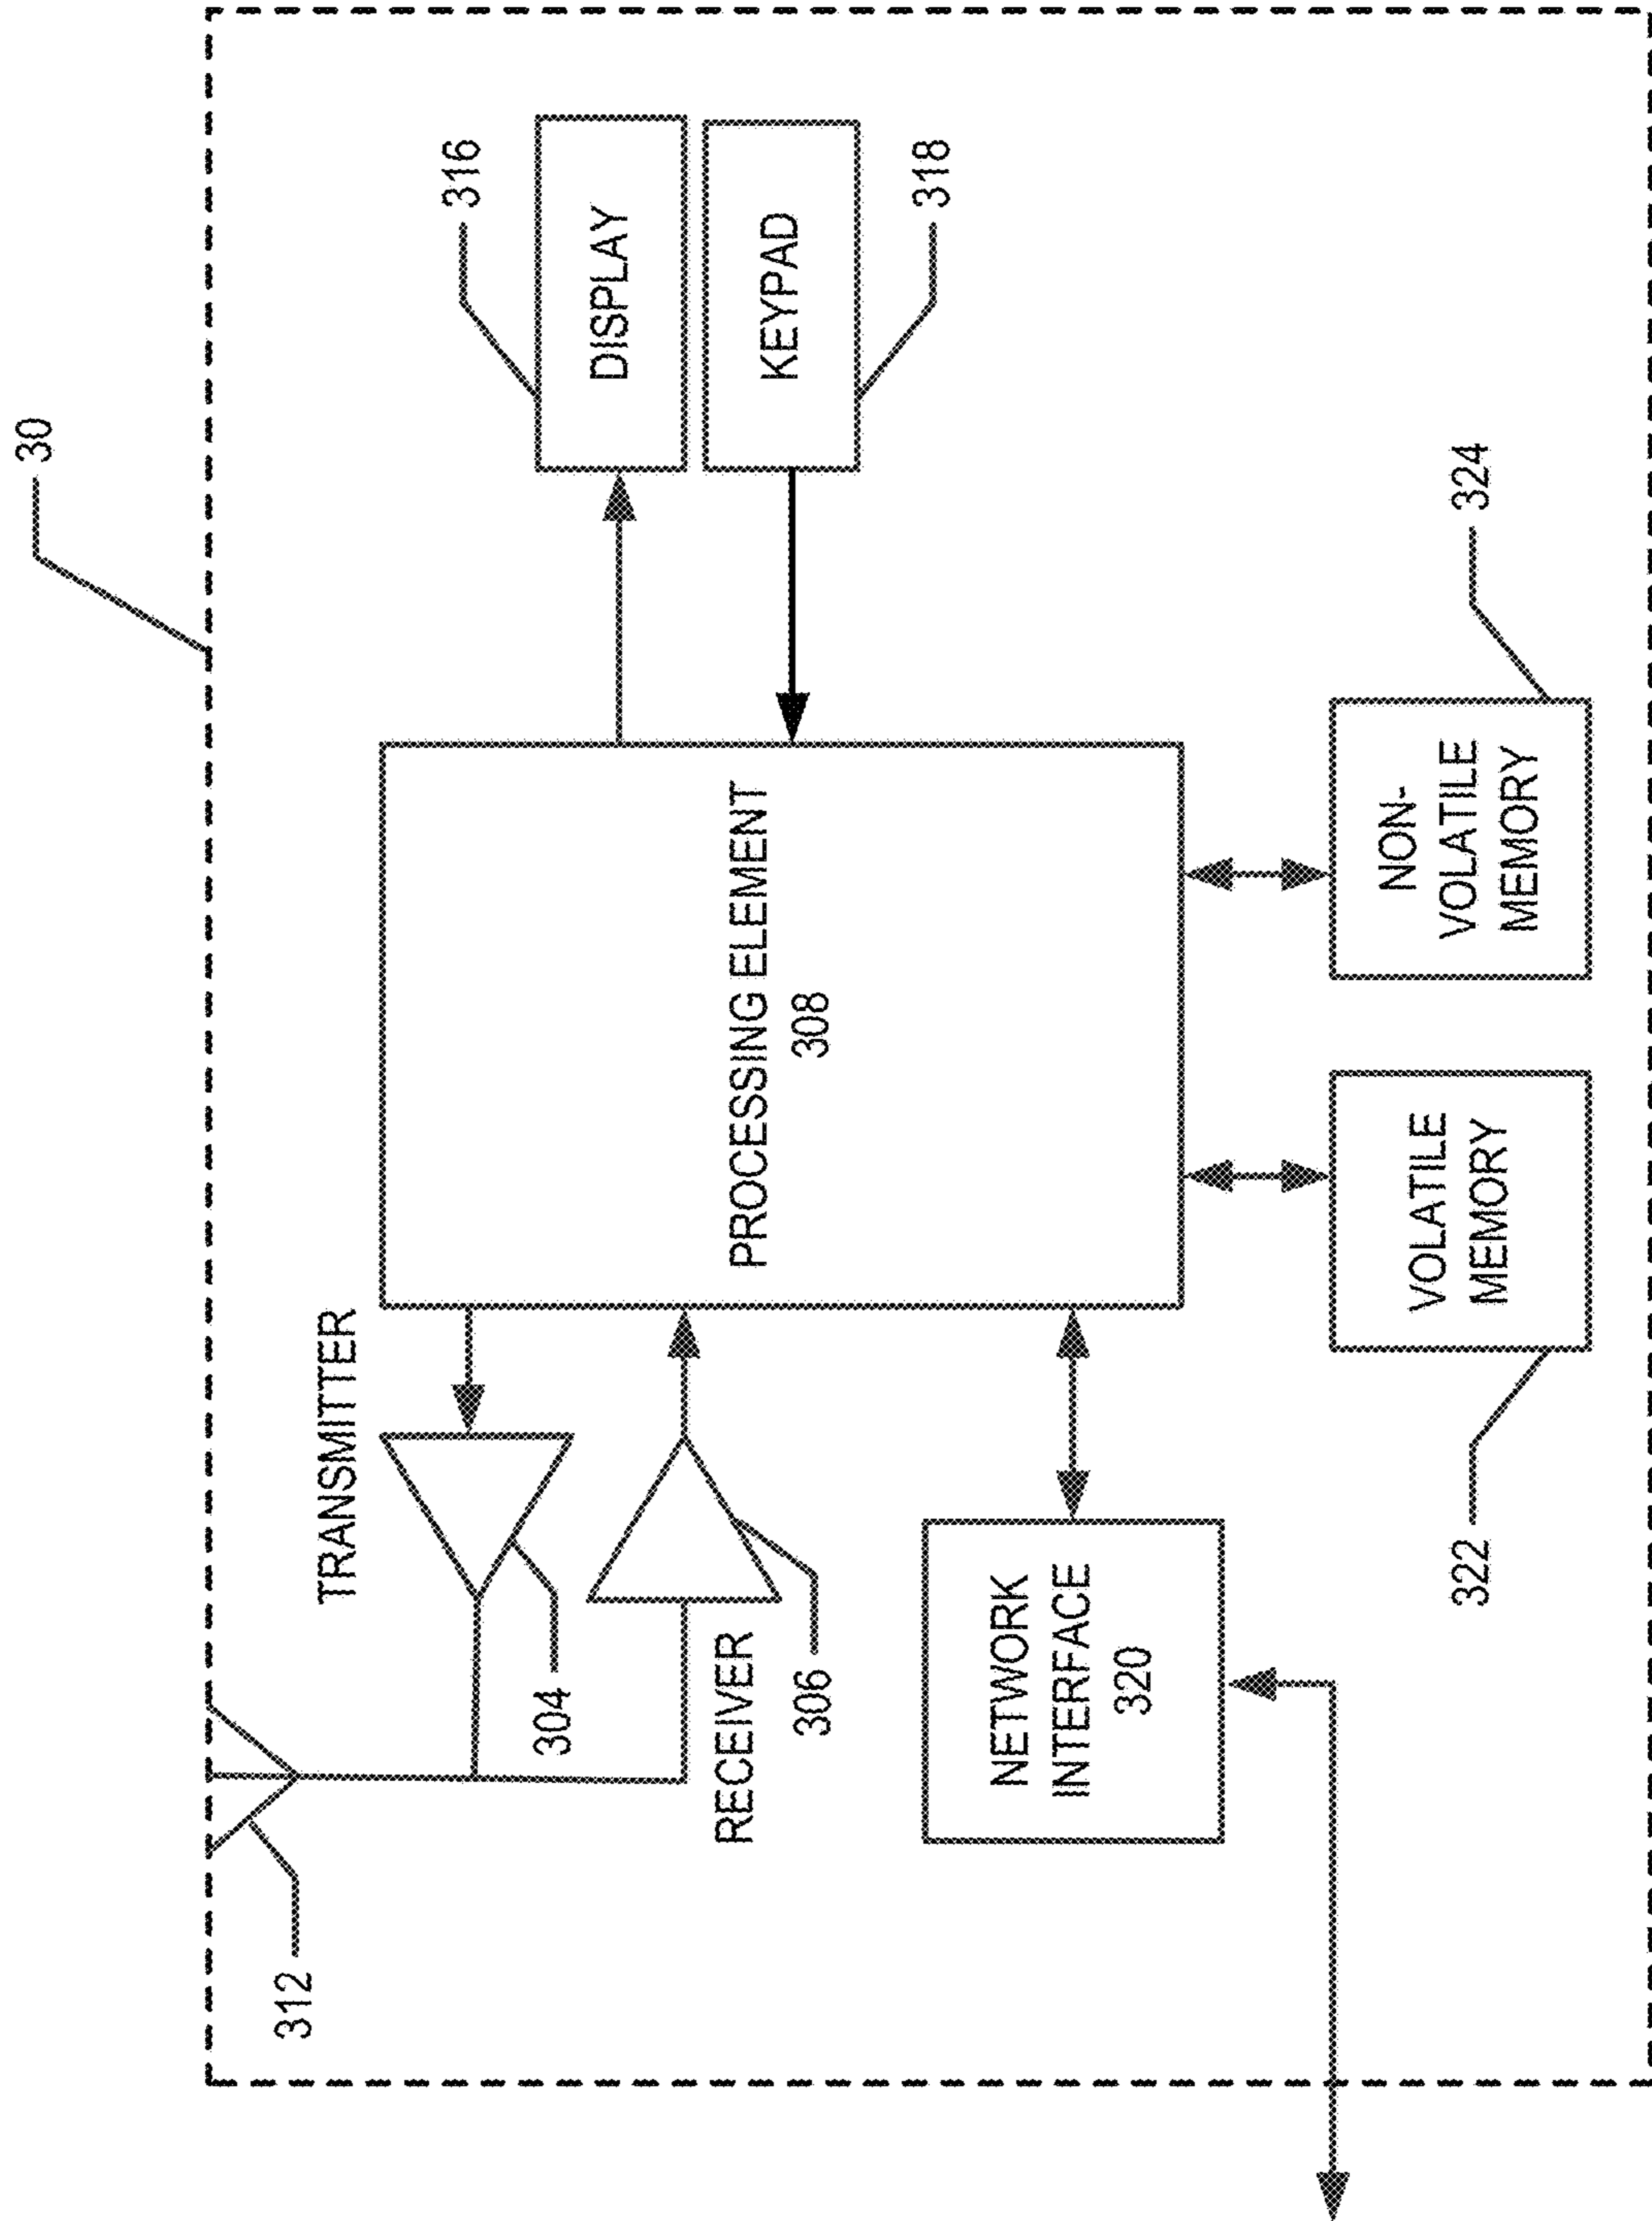 30
312
TRANSMITTER
304
RECEIVER
306
PROCESSING ELEMENT
308
316
DISPLAY
KEYPAD
318
NETWORK
INTERFACE
320
322
VOLATILE
MEMORY
NON-
VOLATILE
MEMORY
324